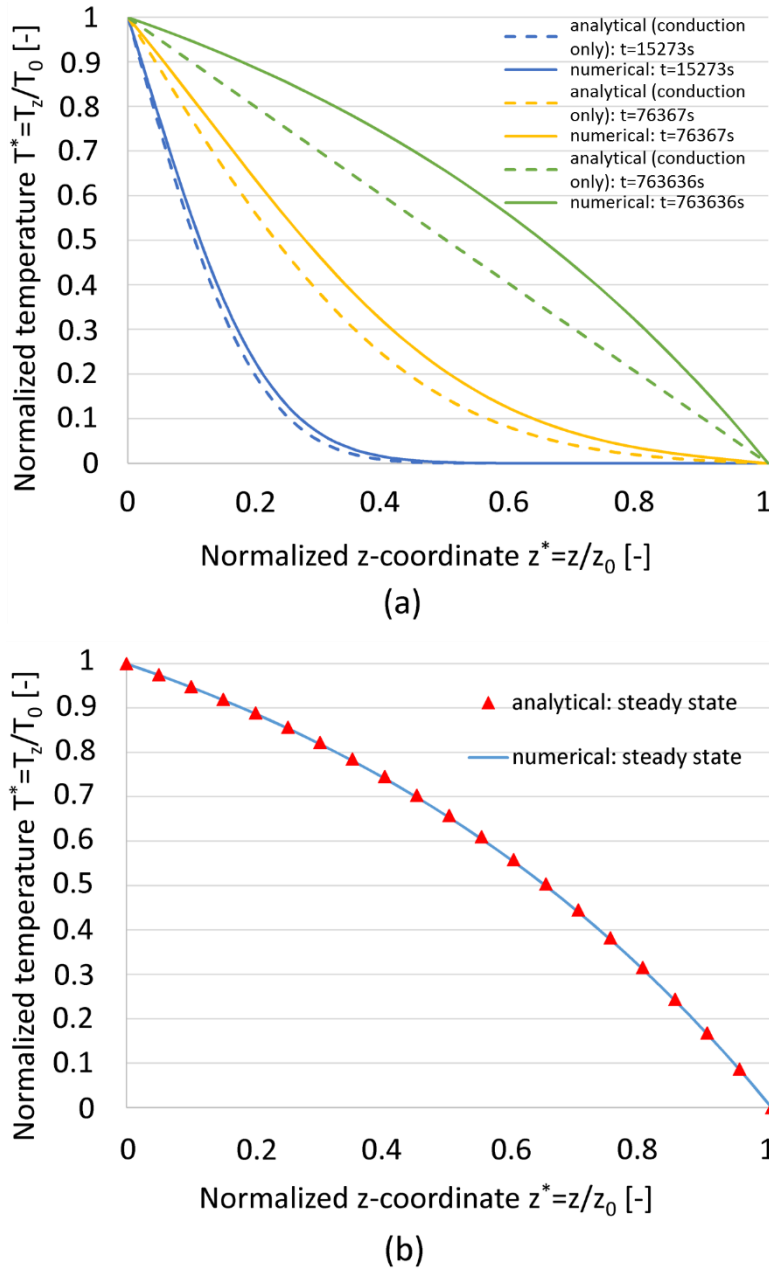 1
0.9
0.8
0.7
0.6
0.5
0.4
0.3
0.2
0.1
0
Normalized temperature T*=Tz/T0 [-]
analytical (conduction
only): t=15273s
numerical: t=15273s
analytical (conduction
only): t=76367s
numerical: t=76367s
analytical (conduction
only): t=763636s
numerical: t=763636s
0 0.2 0.4 0.6 0.8 1
Normalized z-coordinate z*=z/z0 [-]
(a)
1
0.9
0.8
0.7
0.6
0.5
0.4
0.3
0.2
0.1
0
Normalized temperature T*=Tz/T0 [-]
analytical: steady state
numerical: steady state
0 0.2 0.4 0.6 0.8 1
Normalized z-coordinate z*=z/z0 [-]
(b)